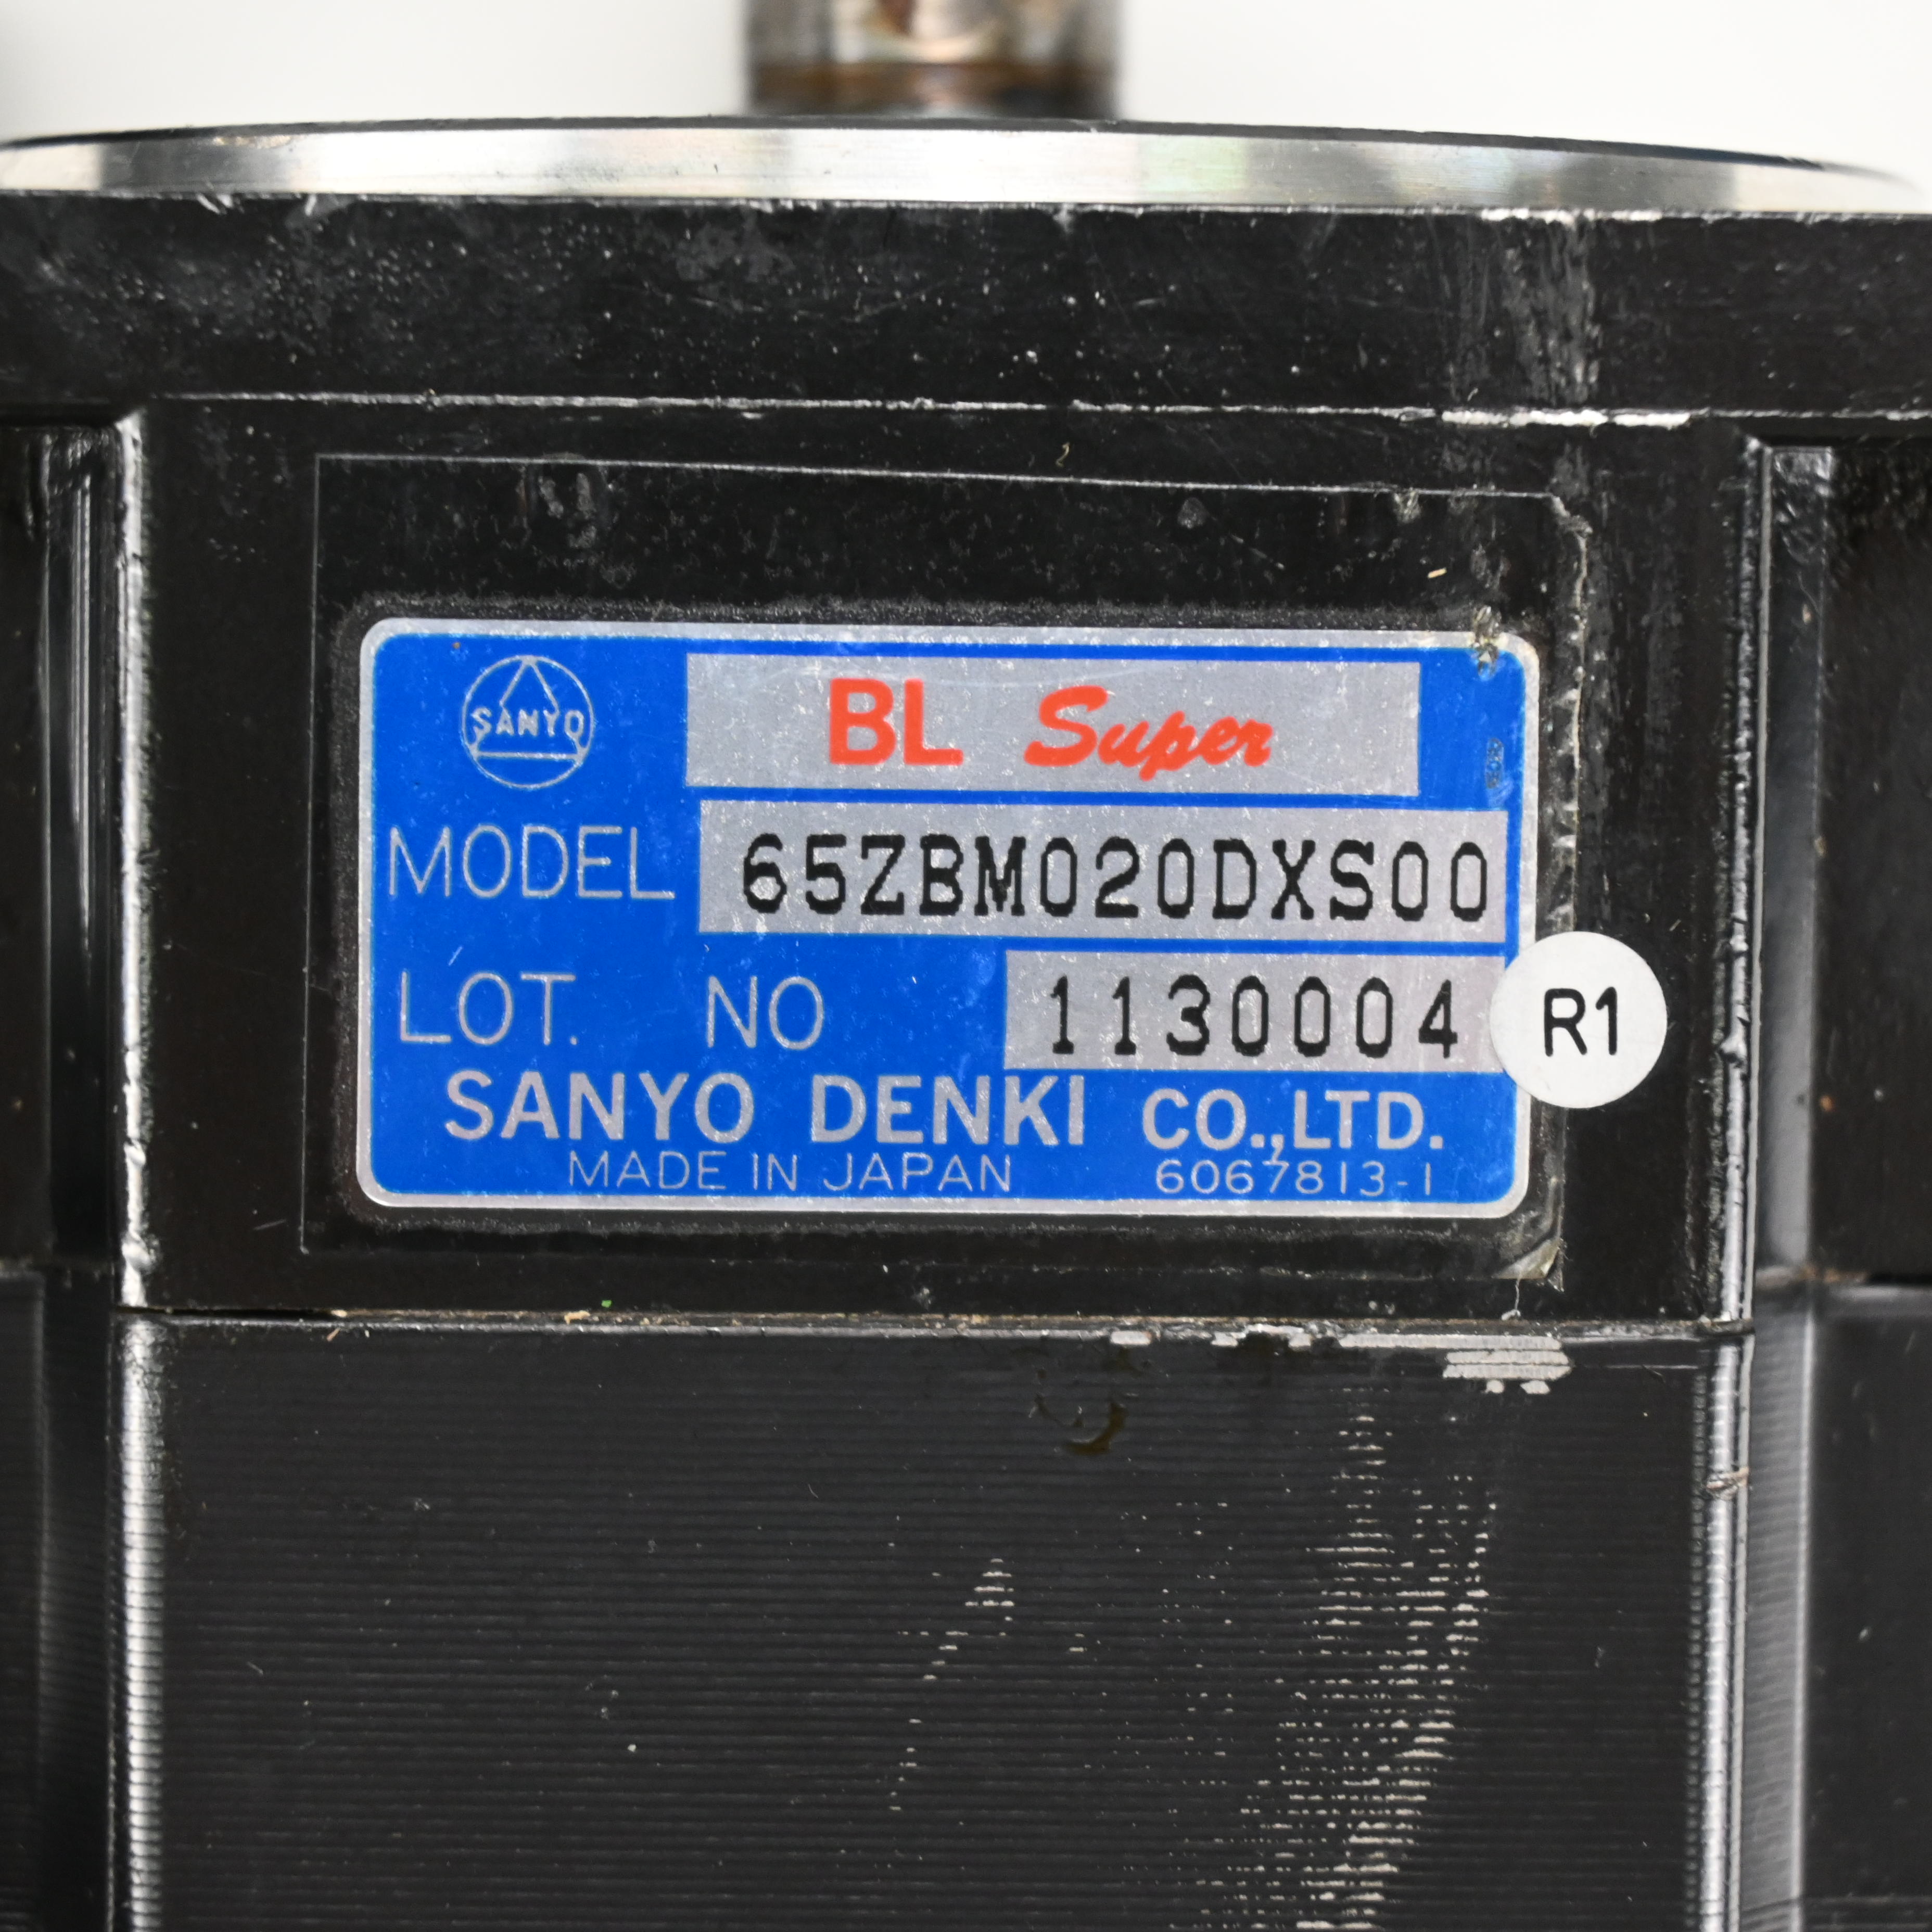 SANYO
BL Super
MODEL 65ZBM020DXS00
LOT. NO 1130004
R1
SANYO DENKI CO.,LTD.
MADE IN JAPAN 6067813-1